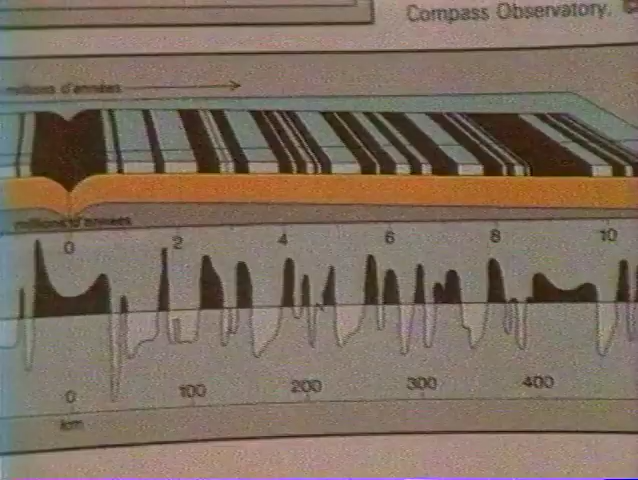 Compass Observatory.
millions d'années
millions d'années
0 2 4 6 8 10
0 100 200 300 400
km